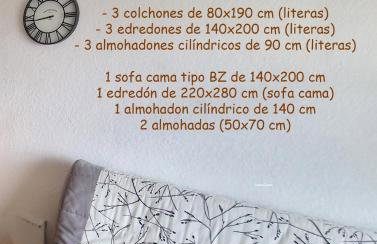 - 3 colchones de 80x190 cm (literas)
- 3 edredones de 140x200 cm (literas)
- 3 almohadones cilíndricos de 90 cm (literas)
1 sofa cama tipo BZ de 140x200 cm
1 edredón de 220x280 cm (sofa cama)
1 almohadon cilíndrico de 140 cm
2 almohadas (50x70 cm)